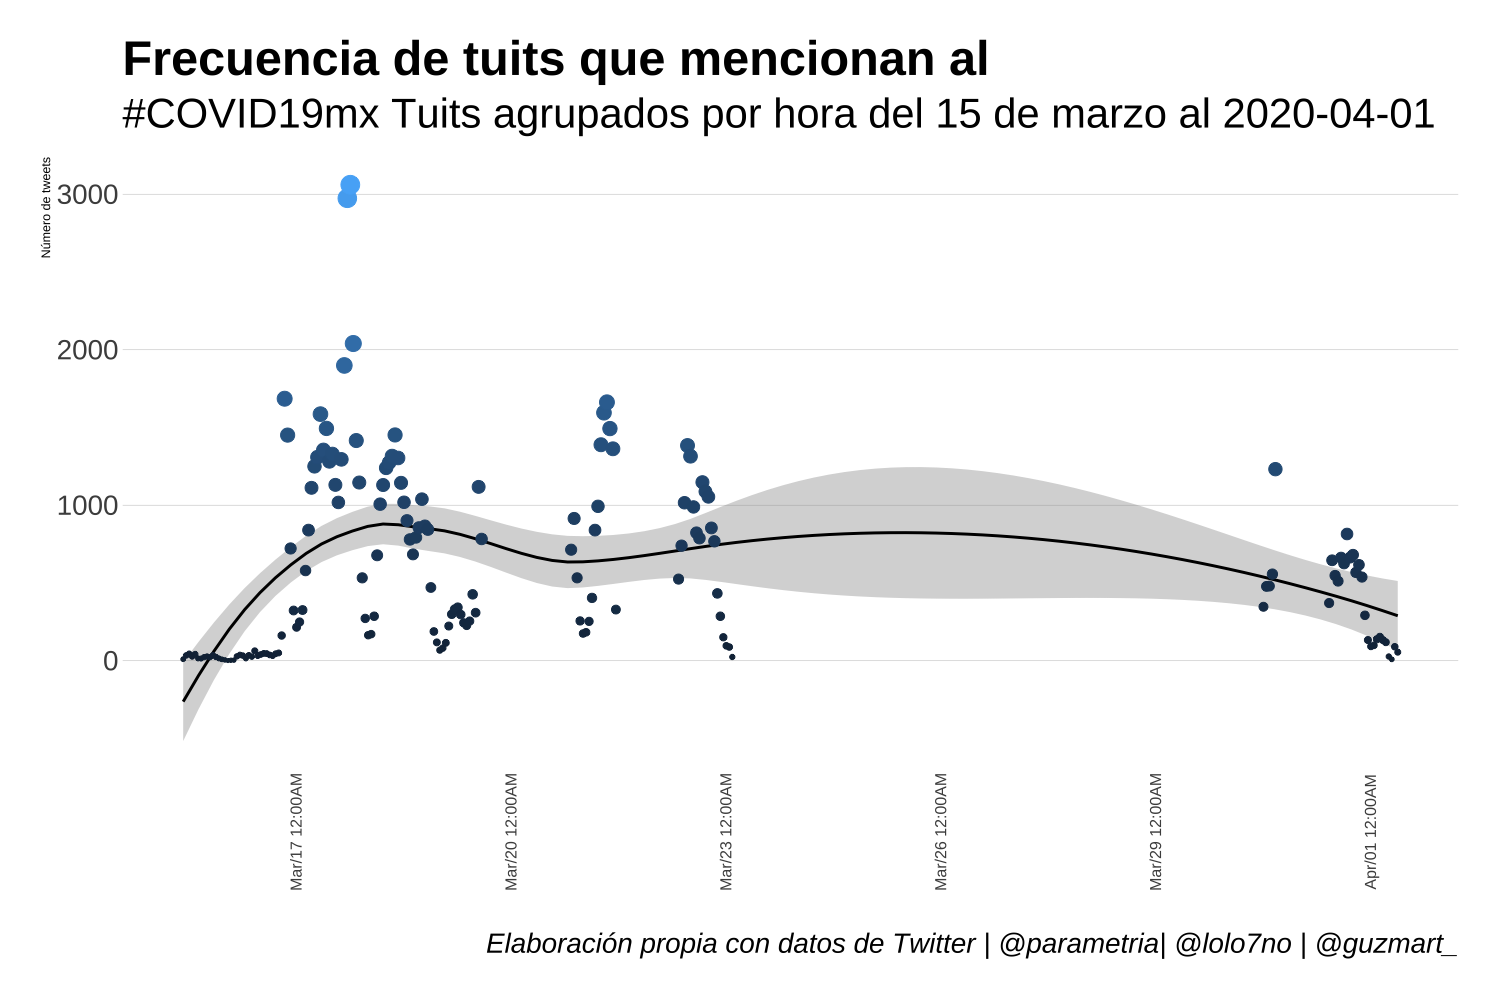 Frecuencia de tuits que mencionan al
#COVID19mx Tuits agrupados por hora del 15 de marzo al 2020-04-01
Número de tweets
3000
2000
1000
0
Mar/17 12:00AM
Mar/20 12:00AM
Mar/23 12:00AM
Mar/26 12:00AM
Mar/29 12:00AM
Apr/01 12:00AM
Elaboración propia con datos de Twitter | @parametria| @lolo7no | @guzmart_